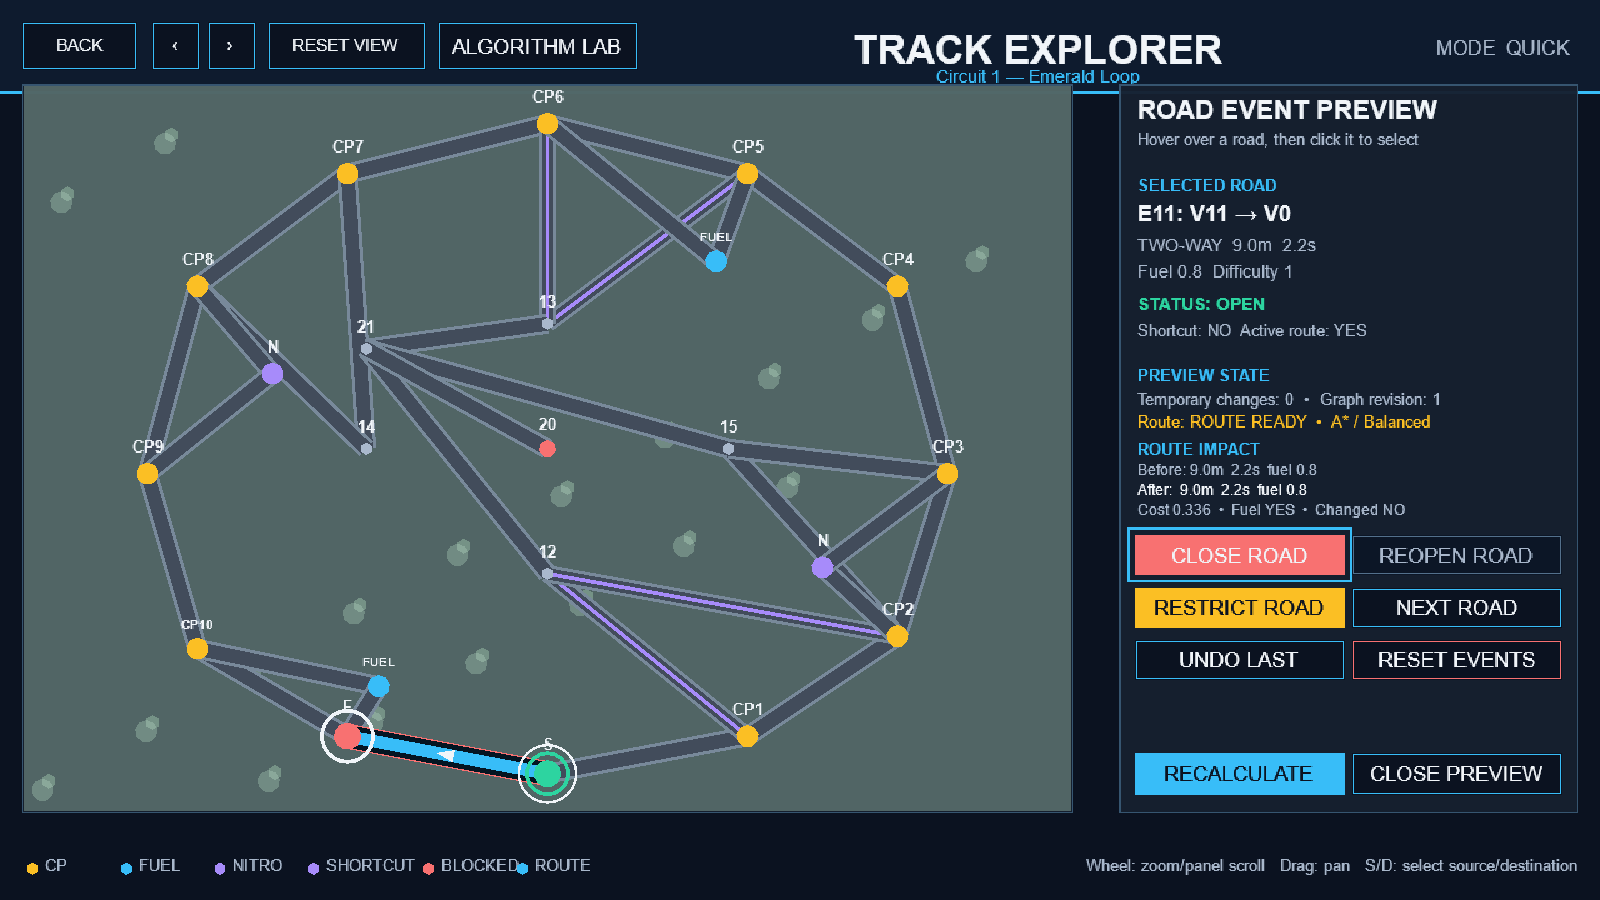 BACK
‹
›
RESET VIEW
ALGORITHM LAB
TRACK EXPLORER
Circuit 1 — Emerald Loop
MODE QUICK
CP6
CP7
CP5
FUEL
CP8
CP4
13
21
N
14
20
15
CP9
CP3
N
12
CP2
CP10
FUEL
F
CP1
S
ROAD EVENT PREVIEW
Hover over a road, then click it to select
SELECTED ROAD
E11: V11 → V0
TWO-WAY 9.0m 2.2s
Fuel 0.8 Difficulty 1
STATUS: OPEN
Shortcut: NO Active route: YES
PREVIEW STATE
Temporary changes: 0 • Graph revision: 1
Route: ROUTE READY • A* / Balanced
ROUTE IMPACT
Before: 9.0m 2.2s fuel 0.8
After: 9.0m 2.2s fuel 0.8
Cost 0.336 • Fuel YES • Changed NO
CLOSE ROAD
REOPEN ROAD
RESTRICT ROAD
NEXT ROAD
UNDO LAST
RESET EVENTS
RECALCULATE
CLOSE PREVIEW
CP
FUEL
NITRO
SHORTCUT
BLOCKED
ROUTE
Wheel: zoom/panel scroll Drag: pan S/D: select source/destination